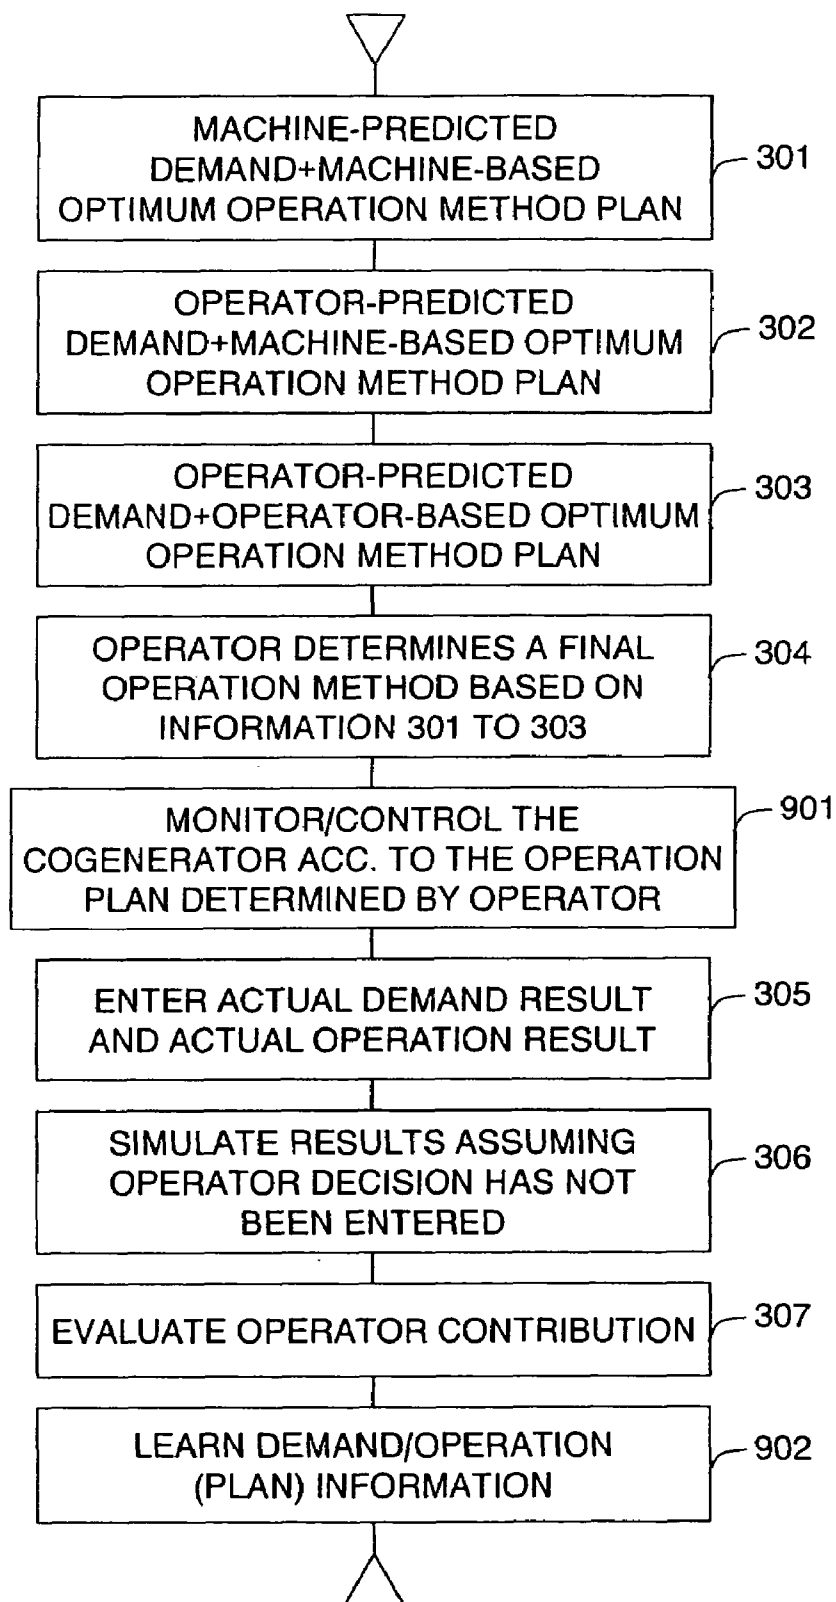 MACHINE-PREDICTED
DEMAND+MACHINE-BASED
OPTIMUM OPERATION METHOD PLAN
301
OPERATOR-PREDICTED
DEMAND+MACHINE-BASED OPTIMUM
OPERATION METHOD PLAN
302
OPERATOR-PREDICTED
DEMAND+OPERATOR-BASED OPTIMUM
OPERATION METHOD PLAN
303
OPERATOR DETERMINES A FINAL
OPERATION METHOD BASED ON
INFORMATION 301 TO 303
304
MONITOR/CONTROL THE
COGENERATOR ACC. TO THE OPERATION
PLAN DETERMINED BY OPERATOR
901
ENTER ACTUAL DEMAND RESULT
AND ACTUAL OPERATION RESULT
305
SIMULATE RESULTS ASSUMING
OPERATOR DECISION HAS NOT
BEEN ENTERED
306
EVALUATE OPERATOR CONTRIBUTION
307
LEARN DEMAND/OPERATION
(PLAN) INFORMATION
902